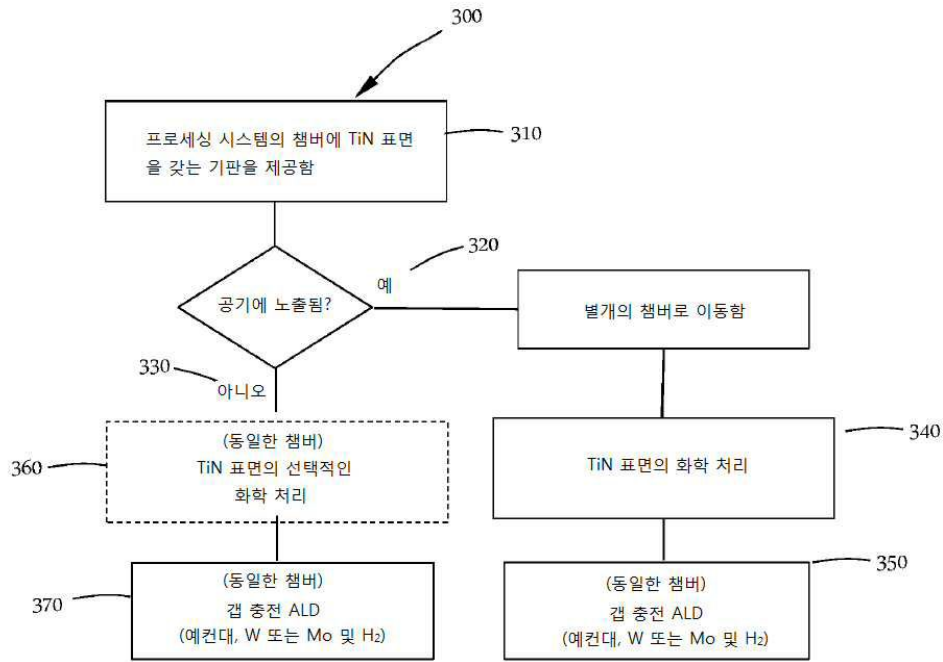 300
프로세싱 시스템의 챔버에 TiN 표면
을 갖는 기판을 제공함
310
320
예
공기에 노출됨?
별개의 챔버로 이동함
330
아니오
(동일한 챔버)
TiN 표면의 선택적인
화학 처리
360
TiN 표면의 화학 처리
340
(동일한 챔버)
갭 충전 ALD
(예컨대, W 또는 Mo 및 H₂)
370
(동일한 챔버)
갭 충전 ALD
(예컨대, W 또는 Mo 및 H₂)
350